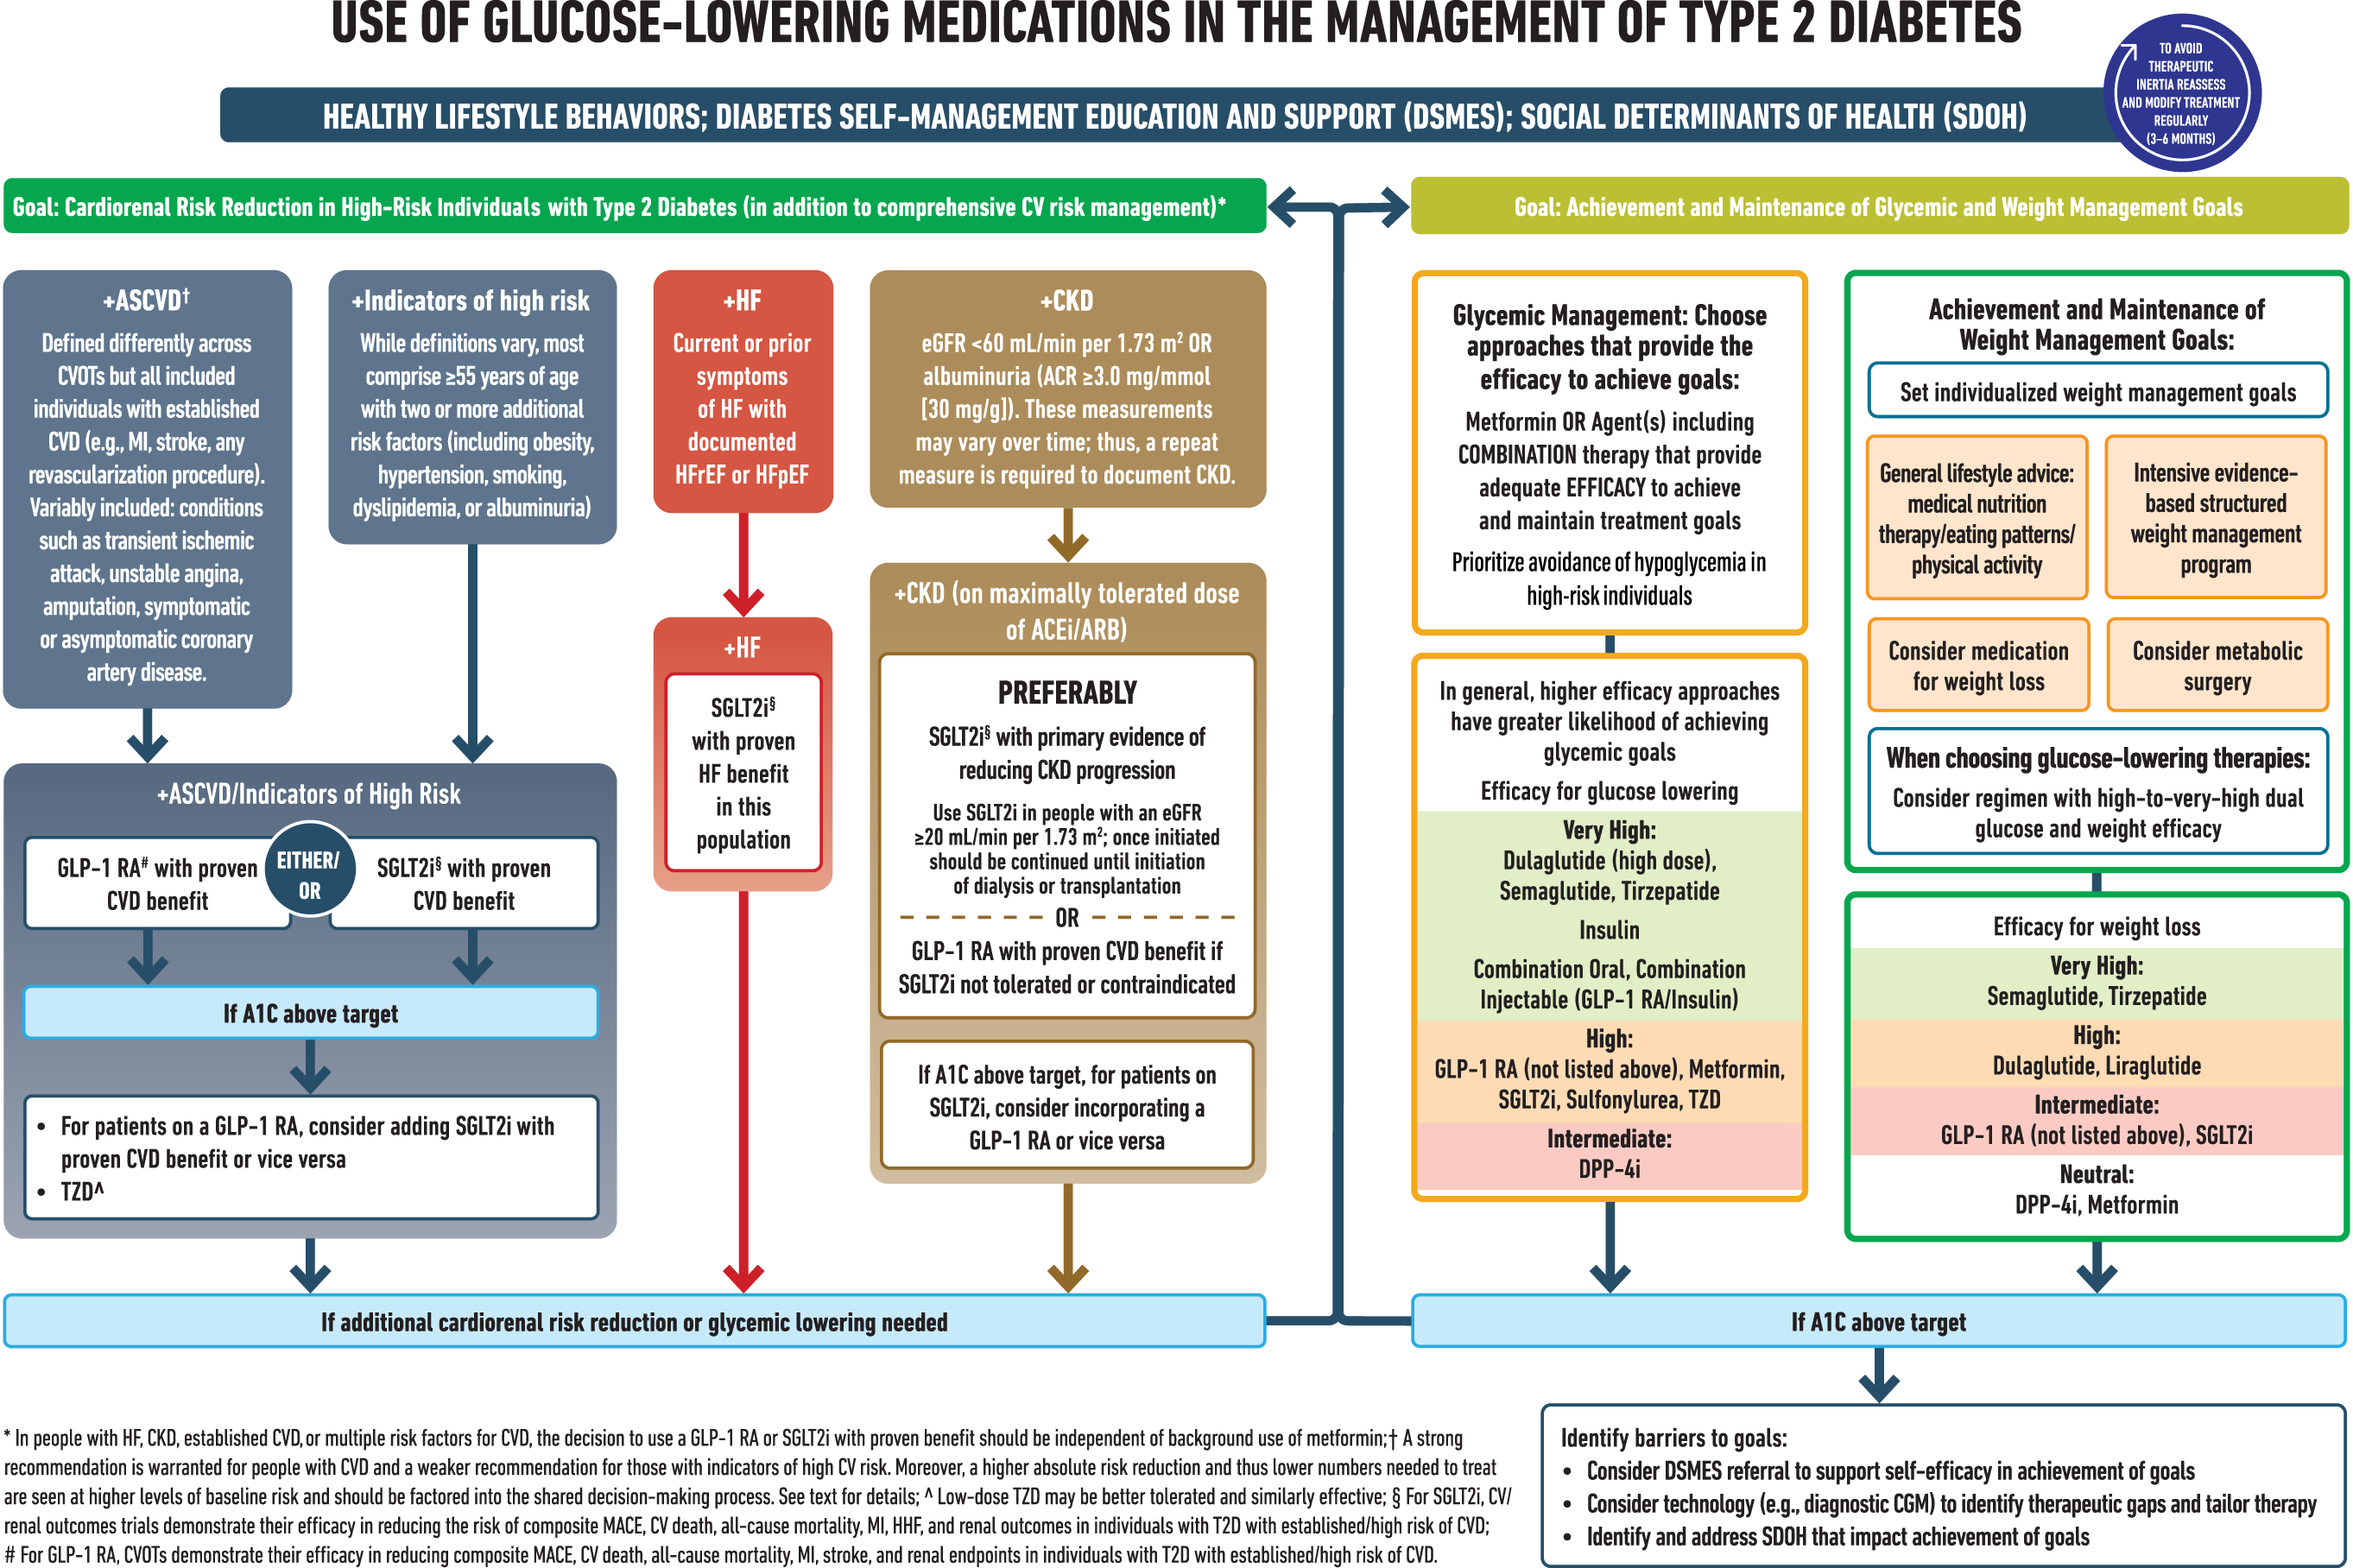 USE OF GLUCOSE-LOWERING MEDICATIONS IN THE MANAGEMENT OF TYPE 2 DIABETES
TO AVOID
THERAPEUTIC
INERTIA REASSESS
AND MODIFY TREATMENT
REGULARLY
(3–6 MONTHS)
HEALTHY LIFESTYLE BEHAVIORS; DIABETES SELF-MANAGEMENT EDUCATION AND SUPPORT (DSMES); SOCIAL DETERMINANTS OF HEALTH (SDOH)
Goal: Cardiorenal Risk Reduction in High-Risk Individuals with Type 2 Diabetes (in addition to comprehensive CV risk management)*
+ASCVD†
Defined differently across
CVOTs but all included
individuals with established
CVD (e.g., MI, stroke, any
revascularization procedure).
Variably included: conditions
such as transient ischemic
attack, unstable angina,
amputation, symptomatic
or asymptomatic coronary
artery disease.
+Indicators of high risk
While definitions vary, most
comprise ≥55 years of age
with two or more additional
risk factors (including obesity,
hypertension, smoking,
dyslipidemia, or albuminuria)
+ASCVD/Indicators of High Risk
GLP-1 RA# with proven
CVD benefit
EITHER/
OR
SGLT2i§ with proven
CVD benefit
If A1C above target
• For patients on a GLP-1 RA, consider adding SGLT2i with
proven CVD benefit or vice versa
• TZD^
+HF
Current or prior
symptoms
of HF with
documented
HFrEF or HFpEF
+HF
SGLT2i§
with proven
HF benefit
in this
population
+CKD
eGFR <60 mL/min per 1.73 m² OR
albuminuria (ACR ≥3.0 mg/mmol
[30 mg/g]). These measurements
may vary over time; thus, a repeat
measure is required to document CKD.
+CKD (on maximally tolerated dose
of ACEi/ARB)
PREFERABLY
SGLT2i§ with primary evidence of
reducing CKD progression
Use SGLT2i in people with an eGFR
≥20 mL/min per 1.73 m²; once initiated
should be continued until initiation
of dialysis or transplantation
OR
GLP-1 RA with proven CVD benefit if
SGLT2i not tolerated or contraindicated
If A1C above target, for patients on
SGLT2i, consider incorporating a
GLP-1 RA or vice versa
If additional cardiorenal risk reduction or glycemic lowering needed
Goal: Achievement and Maintenance of Glycemic and Weight Management Goals
Glycemic Management: Choose
approaches that provide the
efficacy to achieve goals:
Metformin OR Agent(s) including
COMBINATION therapy that provide
adequate EFFICACY to achieve
and maintain treatment goals
Prioritize avoidance of hypoglycemia in
high-risk individuals
In general, higher efficacy approaches
have greater likelihood of achieving
glycemic goals
Efficacy for glucose lowering
Very High:
Dulaglutide (high dose),
Semaglutide, Tirzepatide
Insulin
Combination Oral, Combination
Injectable (GLP-1 RA/Insulin)
High:
GLP-1 RA (not listed above), Metformin,
SGLT2i, Sulfonylurea, TZD
Intermediate:
DPP-4i
Achievement and Maintenance of
Weight Management Goals:
Set individualized weight management goals
General lifestyle advice:
medical nutrition
therapy/eating patterns/
physical activity
Intensive evidence-
based structured
weight management
program
Consider medication
for weight loss
Consider metabolic
surgery
When choosing glucose-lowering therapies:
Consider regimen with high-to-very-high dual
glucose and weight efficacy
Efficacy for weight loss
Very High:
Semaglutide, Tirzepatide
High:
Dulaglutide, Liraglutide
Intermediate:
GLP-1 RA (not listed above), SGLT2i
Neutral:
DPP-4i, Metformin
If A1C above target
Identify barriers to goals:
• Consider DSMES referral to support self-efficacy in achievement of goals
• Consider technology (e.g., diagnostic CGM) to identify therapeutic gaps and tailor therapy
• Identify and address SDOH that impact achievement of goals
* In people with HF, CKD, established CVD, or multiple risk factors for CVD, the decision to use a GLP-1 RA or SGLT2i with proven benefit should be independent of background use of metformin; † A strong
recommendation is warranted for people with CVD and a weaker recommendation for those with indicators of high CV risk. Moreover, a higher absolute risk reduction and thus lower numbers needed to treat
are seen at higher levels of baseline risk and should be factored into the shared decision-making process. See text for details; ^ Low-dose TZD may be better tolerated and similarly effective; § For SGLT2i, CV/
renal outcomes trials demonstrate their efficacy in reducing the risk of composite MACE, CV death, all-cause mortality, MI, HHF, and renal outcomes in individuals with T2D with established/high risk of CVD;
# For GLP-1 RA, CVOTs demonstrate their efficacy in reducing composite MACE, CV death, all-cause mortality, MI, stroke, and renal endpoints in individuals with T2D with established/high risk of CVD.